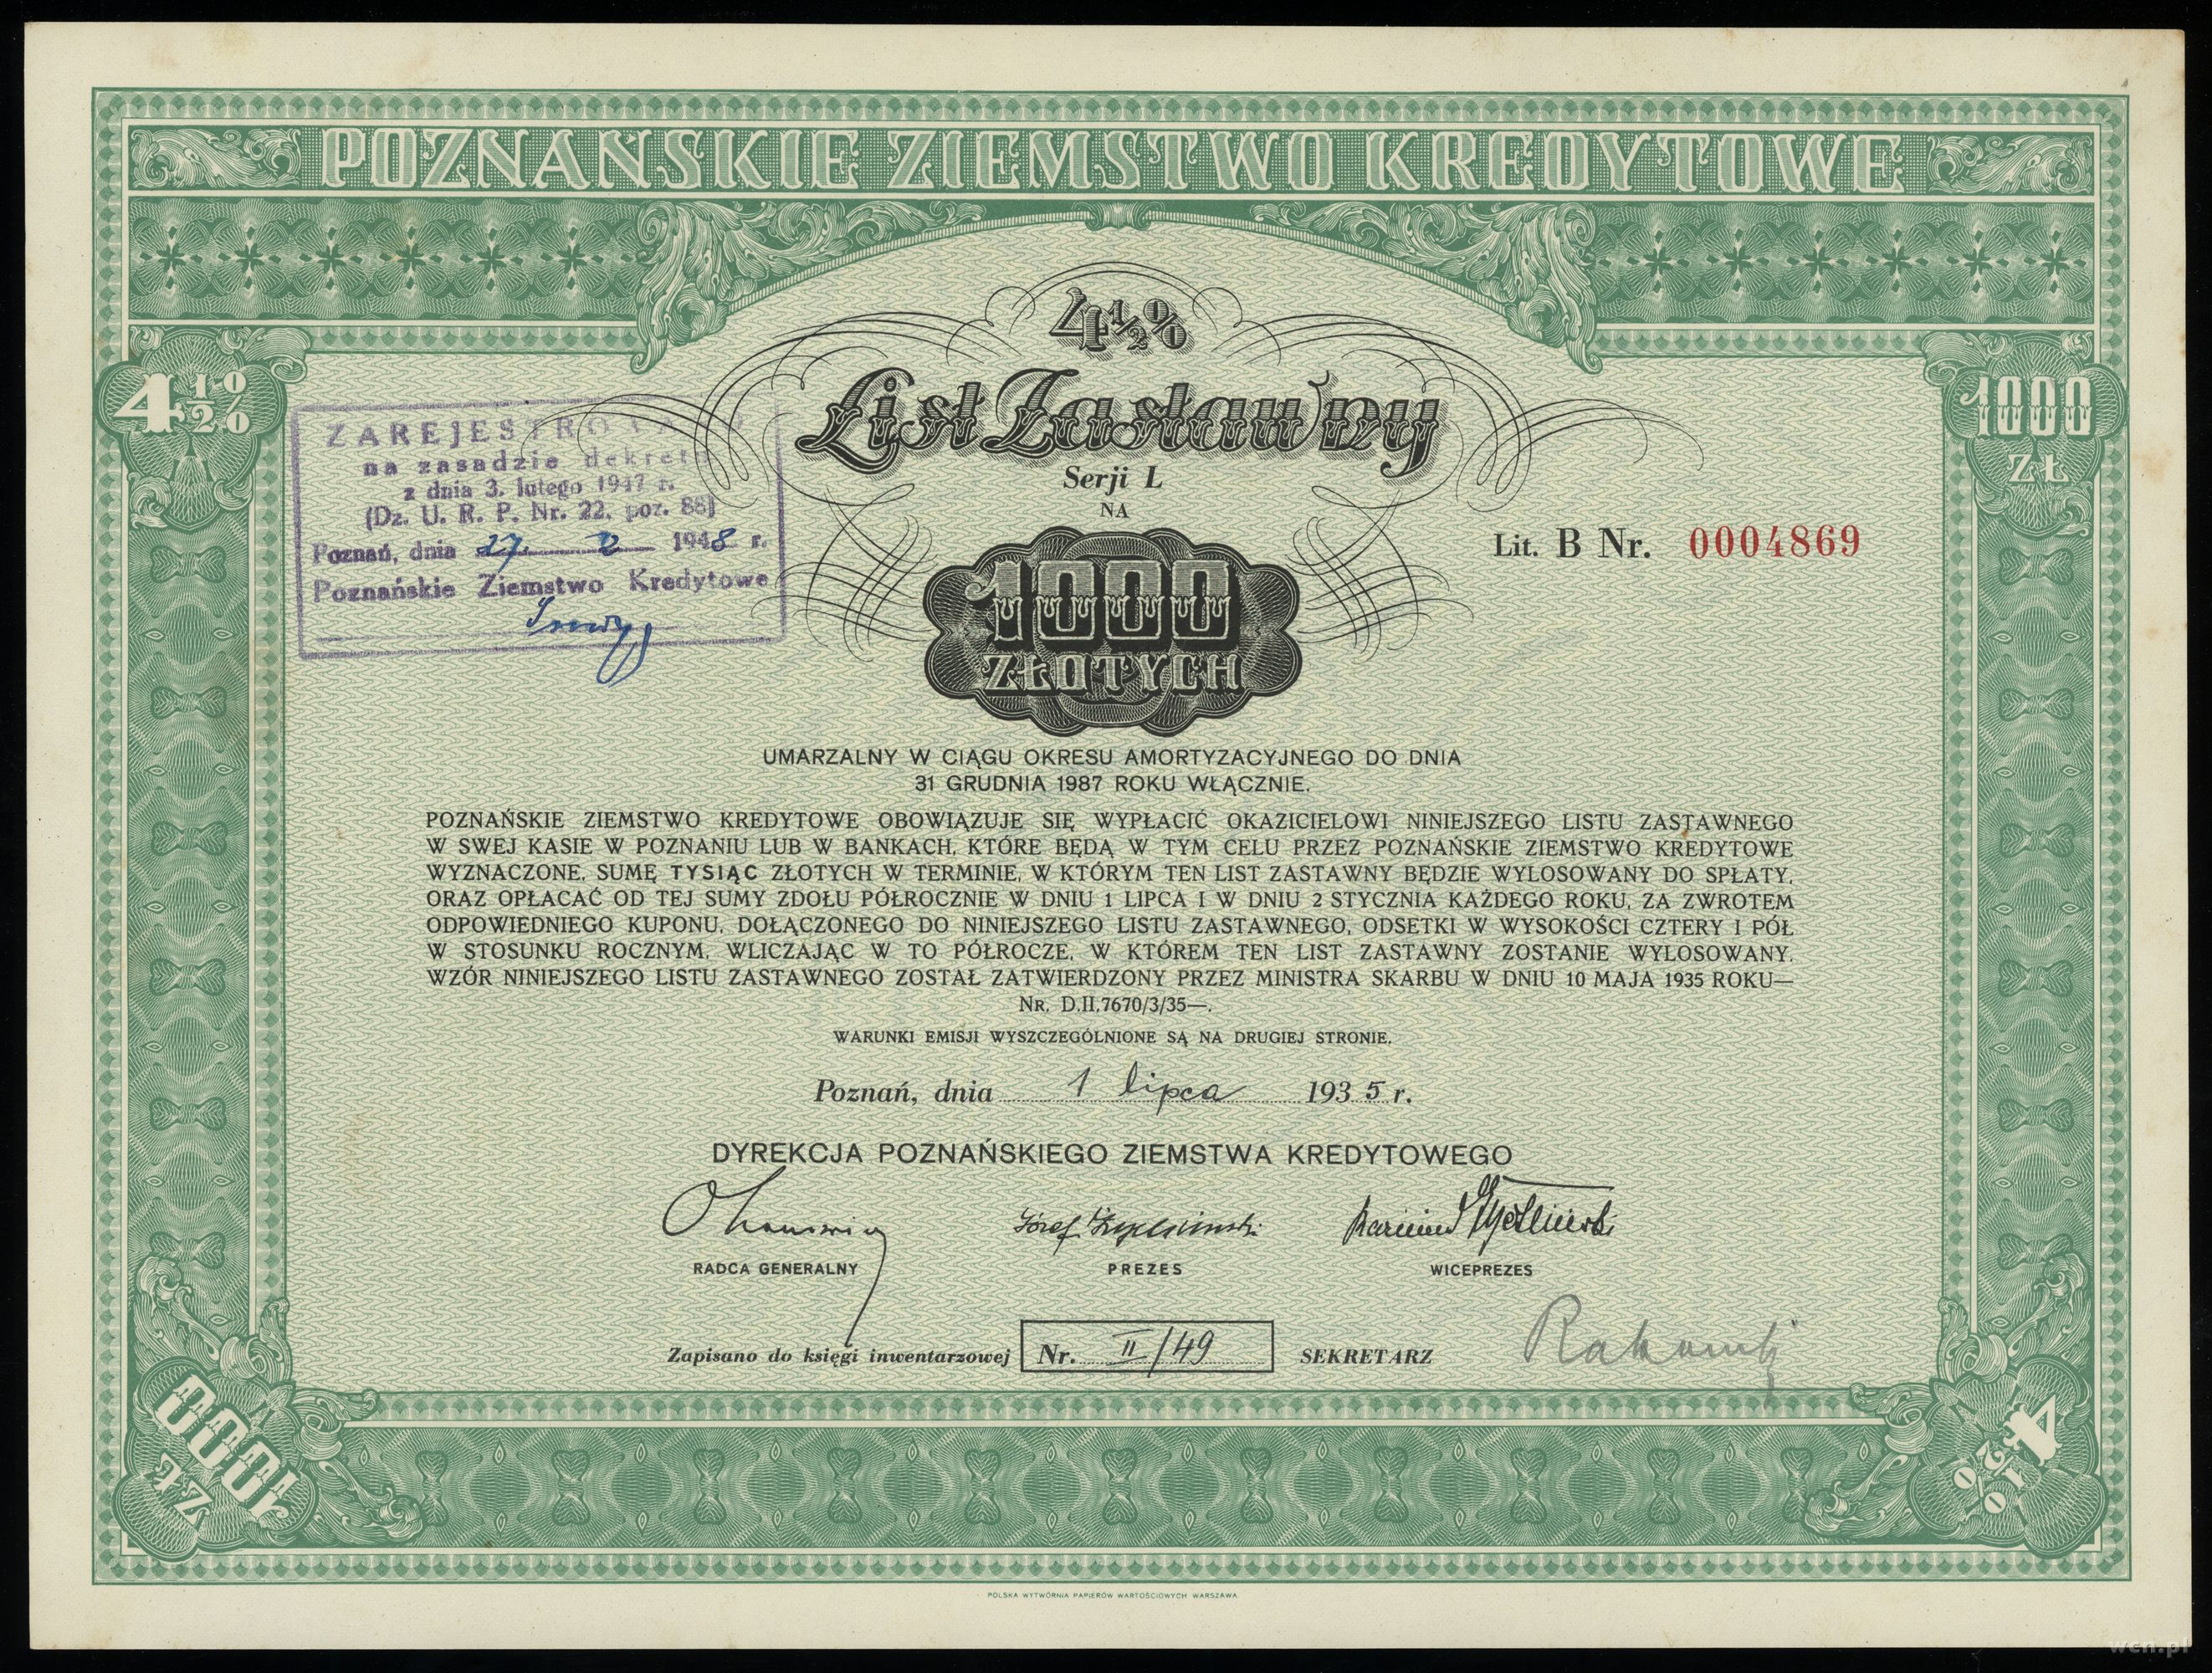 POZNAŃSKIE ZIEMSTWO KREDYTOWE
4½%
4½%
1000
ZŁ
List Zastawny
Serji L
NA
1000
ZŁOTYCH
Lit. B Nr. 0004869
ZAREJESTROWANO
na zasadzie dekretu
z dnia 3. lutego 1947 r.
(Dz. U. R. P. Nr. 22. poz. 88)
Poznań, dnia 27. 2 1948 r.
Poznańskie Ziemstwo Kredytowe
UMARZALNY W CIĄGU OKRESU AMORTYZACYJNEGO DO DNIA
31 GRUDNIA 1987 ROKU WŁĄCZNIE.
POZNAŃSKIE ZIEMSTWO KREDYTOWE OBOWIĄZUJE SIĘ WYPŁACIĆ OKAZICIELOWI NINIEJSZEGO LISTU ZASTAWNEGO
W SWEJ KASIE W POZNANIU LUB W BANKACH, KTÓRE BĘDĄ W TYM CELU PRZEZ POZNAŃSKIE ZIEMSTWO KREDYTOWE
WYZNACZONE, SUMĘ TYSIĄC ZŁOTYCH W TERMINIE, W KTÓRYM TEN LIST ZASTAWNY BĘDZIE WYLOSOWANY DO SPŁATY,
ORAZ OPŁACAĆ OD TEJ SUMY ZDOŁU PÓŁROCZNIE W DNIU 1 LIPCA I W DNIU 2 STYCZNIA KAŻDEGO ROKU, ZA ZWROTEM
ODPOWIEDNIEGO KUPONU, DOŁĄCZONEGO DO NINIEJSZEGO LISTU ZASTAWNEGO, ODSETKI W WYSOKOŚCI CZTERY I PÓŁ
W STOSUNKU ROCZNYM, WLICZAJĄC W TO PÓŁROCZE, W KTÓREM TEN LIST ZASTAWNY ZOSTANIE WYLOSOWANY.
WZÓR NINIEJSZEGO LISTU ZASTAWNEGO ZOSTAŁ ZATWIERDZONY PRZEZ MINISTRA SKARBU W DNIU 10 MAJA 1935 ROKU—
NR. D.II.7670/3/35—.
WARUNKI EMISJI WYSZCZEGÓLNIONE SĄ NA DRUGIEJ STRONIE.
Poznań, dnia 1 lipca 1935 r.
DYREKCJA POZNAŃSKIEGO ZIEMSTWA KREDYTOWEGO
Józef
RADCA GENERALNY PREZES WICEPREZES
Zapisano do księgi inwentarzowej Nr. II/49 SEKRETARZ
1000
ZŁ
4½%
POLSKA WYTWÓRNIA PAPIERÓW WARTOŚCIOWYCH WARSZAWA.
wcn.pl